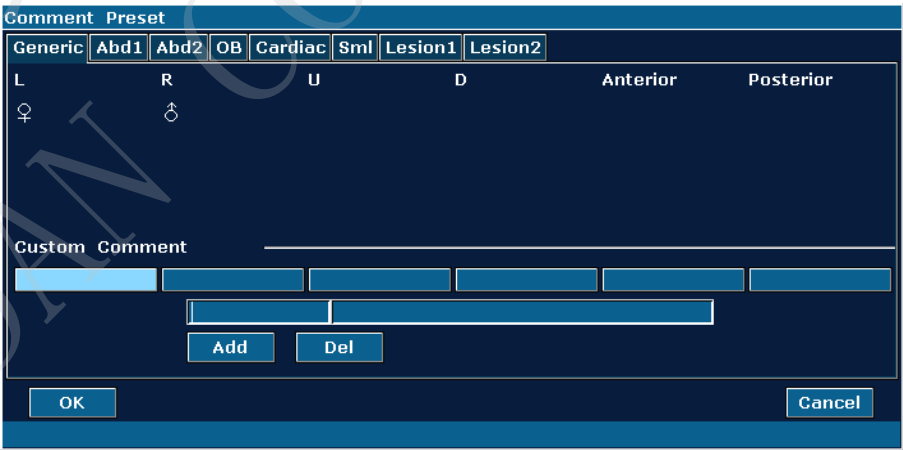 Comment Preset
Generic Abd1 Abd2 OB Cardiac Sml Lesion1 Lesion2
L R U D Anterior Posterior
♀ ♂
Custom Comment
Add Del
OK Cancel